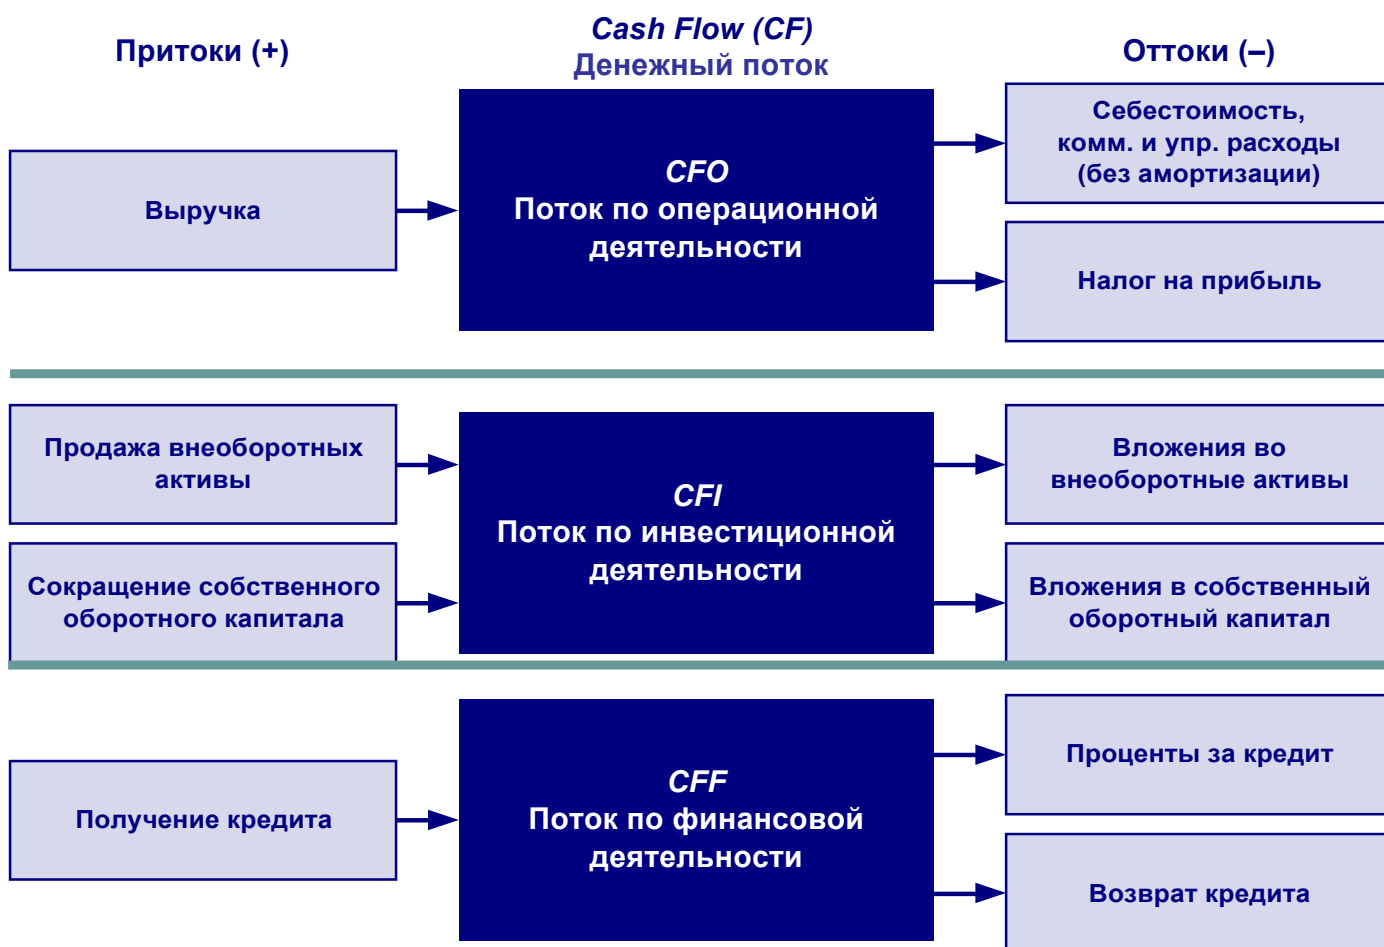 Притоки (+)
Cash Flow (CF)
Денежный поток
Оттоки (–)
Выручка
CFO
Поток по операционной
деятельности
Себестоимость,
комм. и упр. расходы
(без амортизации)
Налог на прибыль
Продажа внеоборотных
активы
Сокращение собственного
оборотного капитала
CFI
Поток по инвестиционной
деятельности
Вложения во
внеоборотные активы
Вложения в собственный
оборотный капитал
Получение кредита
CFF
Поток по финансовой
деятельности
Проценты за кредит
Возврат кредита